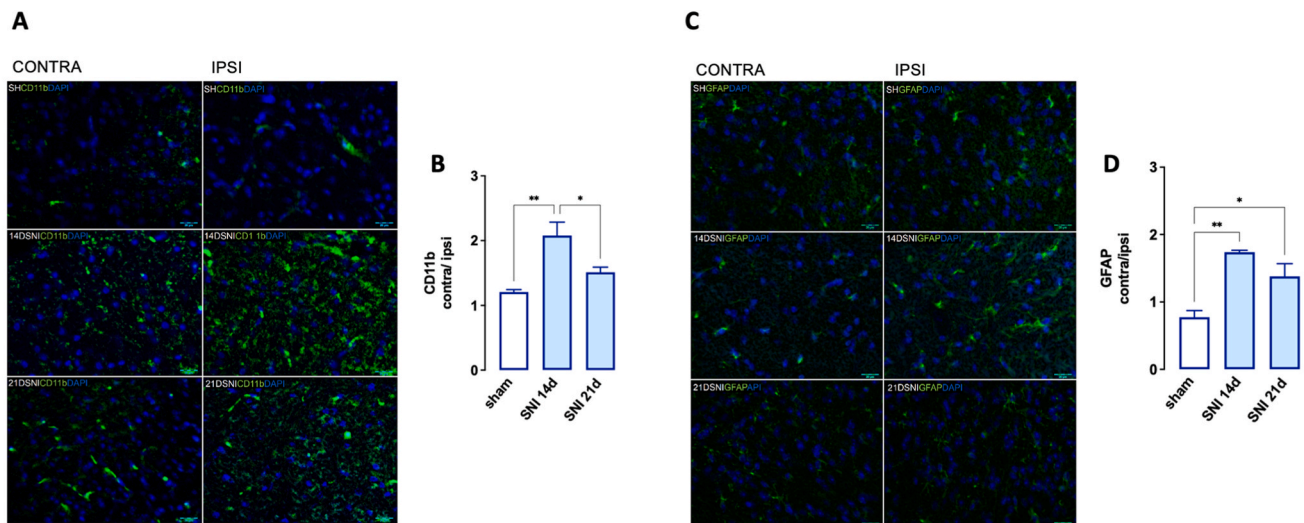 A
CONTRA IPSI
SHCD11bDAPI SHCD11bDAPI
14DSNICD11bDAPI 14DSNICD1 1bDAPI
21DSNICD11bDAPI 21DSNICD11bDAPI
B
CD11b
contra/ ipsi
3
2
1
0
** *
sham SNI 14d SNI 21d
C
CONTRA IPSI
SHGFAPDAPI SHGFAPDAPI
14DSNIGFAPDAPI 14DSNIGFAPDAPI
21DSNIGFAPAPI 21DSNIGFAPDAPI
D
GFAP
contra/ipsi
3
2
1
0
*
**
sham SNI 14d SNI 21d